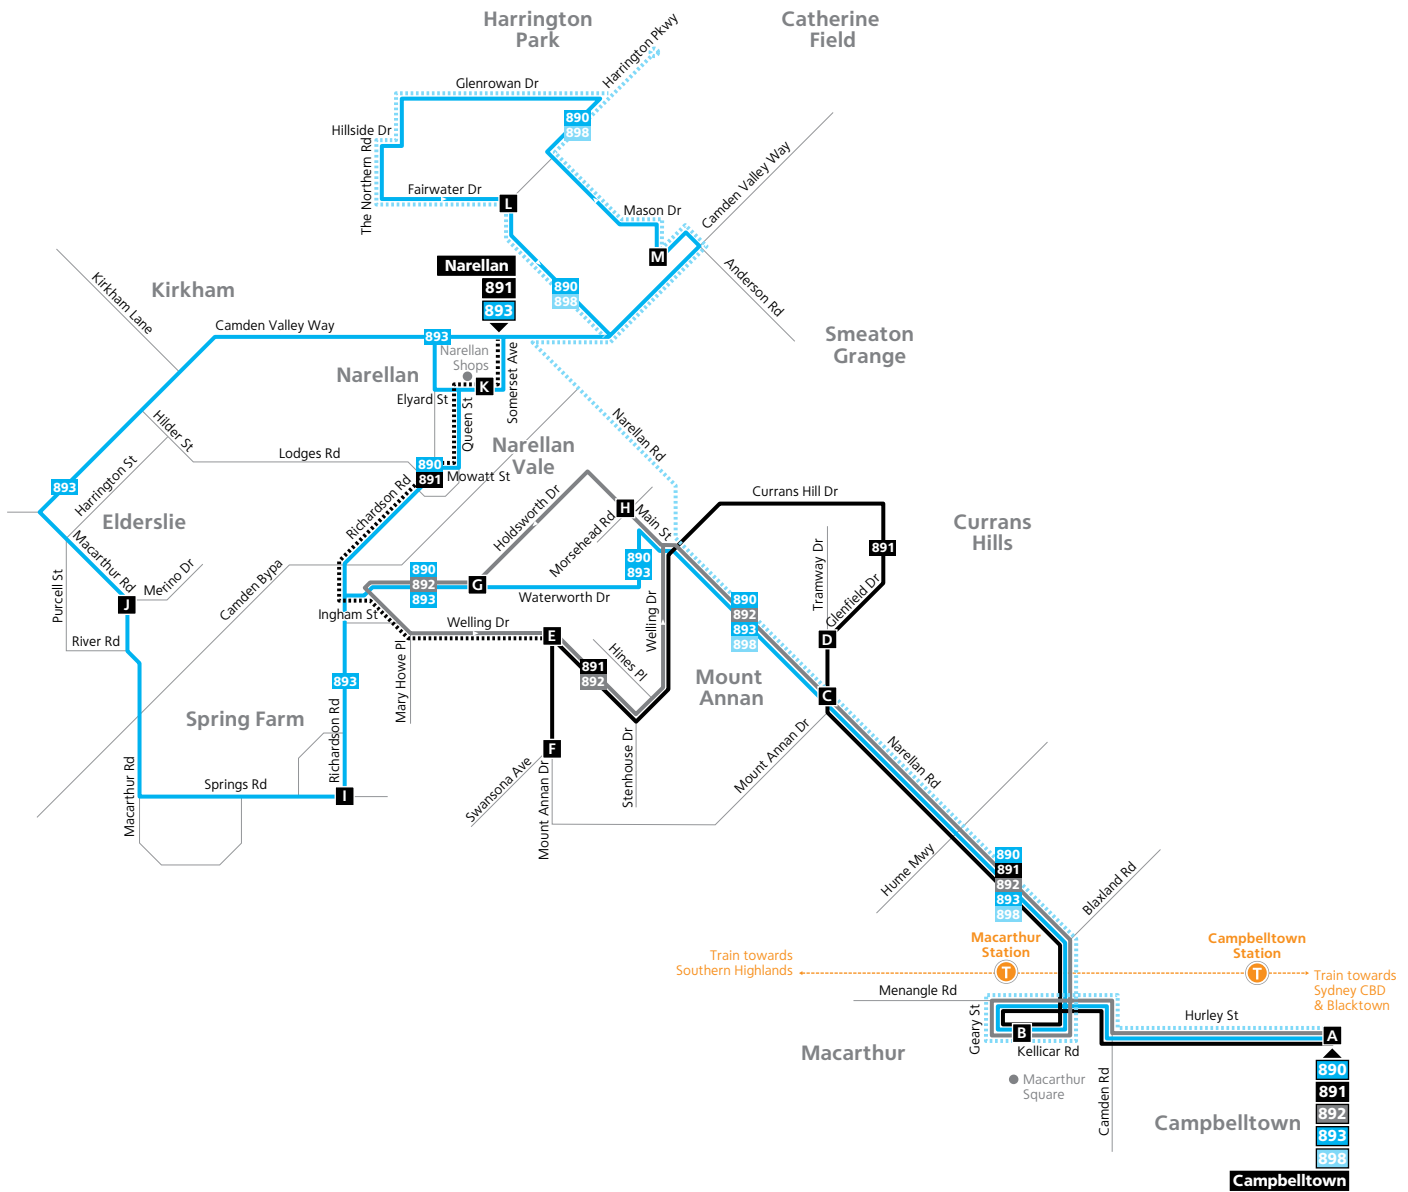 Harrington
Park
Catherine
Field
Harrington Pkwy
Glenrowan Dr
890
898
Hillside Dr
The Northern Rd
Fairwater Dr
L
Mason Dr
M
Camden Valley Way
Anderson Rd
Narellan
891
893
890
898
Kirkham
Kirkham Lane
Camden Valley Way
893
Narellan
Shops
Narellan
K
Somerset Ave
Smeaton
Grange
Elyard St
Queen St
Hilder St
Lodges Rd
Harrington St
Narellan Rd
Narellan
Vale
890
891
Mowatt St
Richardson Rd
893
Elderslie
Macarthur Rd
Purcell St
Merino Dr
J
River Rd
Camden Bypa
Holdsworth Dr
Morsehead Rd
H
Main St
Currans Hill Dr
Currans
Hills
891
Tramway Dr
Glenfield Dr
D
890
892
893
G
Waterworth Dr
890
893
890
892
893
898
Ingham St
Welling Dr
E
Mary Howe Pl
891
892
Hines Pl
Welling Dr
Mount
Annan
C
893
Spring Farm
Richardson Rd
Springs Rd
Macarthur Rd
I
F
Swansona Ave
Mount Annan Dr
Stenhouse Dr
Mount Annan Dr
Narellan Rd
Hume Mwy
890
891
892
893
898
Blaxland Rd
Macarthur
Station
T
Campbelltown
Station
T
Train towards
Southern Highlands
Train towards
Sydney CBD
& Blacktown
Menangle Rd
Geary St
B
Kellicar Rd
Hurley St
A
Macarthur
Macarthur
Square
Camden Rd
Campbelltown
890
891
892
893
898
Campbelltown